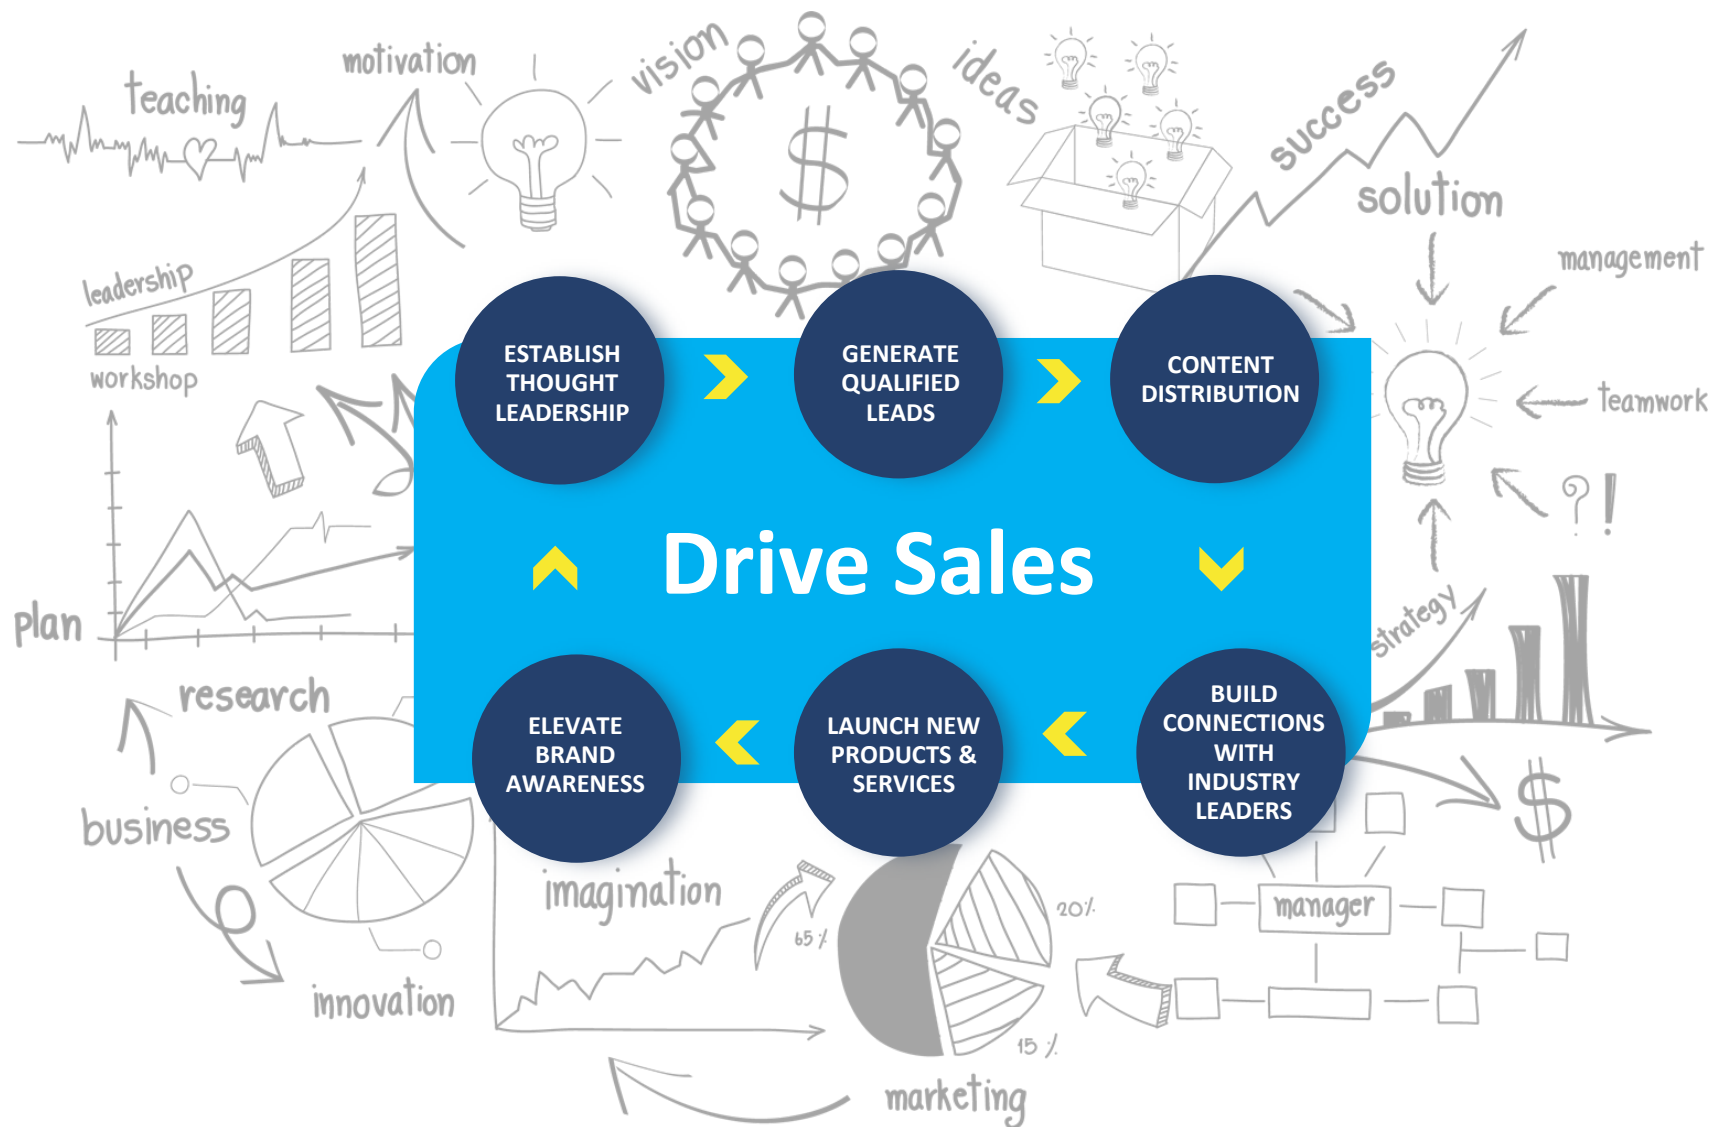 motivation
teaching
vision
ideas
success
solution
management
leadership
workshop
teamwork
? !
ESTABLISH
THOUGHT
LEADERSHIP
GENERATE
QUALIFIED
LEADS
CONTENT
DISTRIBUTION
$
Drive Sales
plan
strategy
research
business
innovation
ELEVATE
BRAND
AWARENESS
LAUNCH NEW
PRODUCTS &
SERVICES
BUILD
CONNECTIONS
WITH
INDUSTRY
LEADERS
$
imagination
65%
20%
15%
manager
marketing